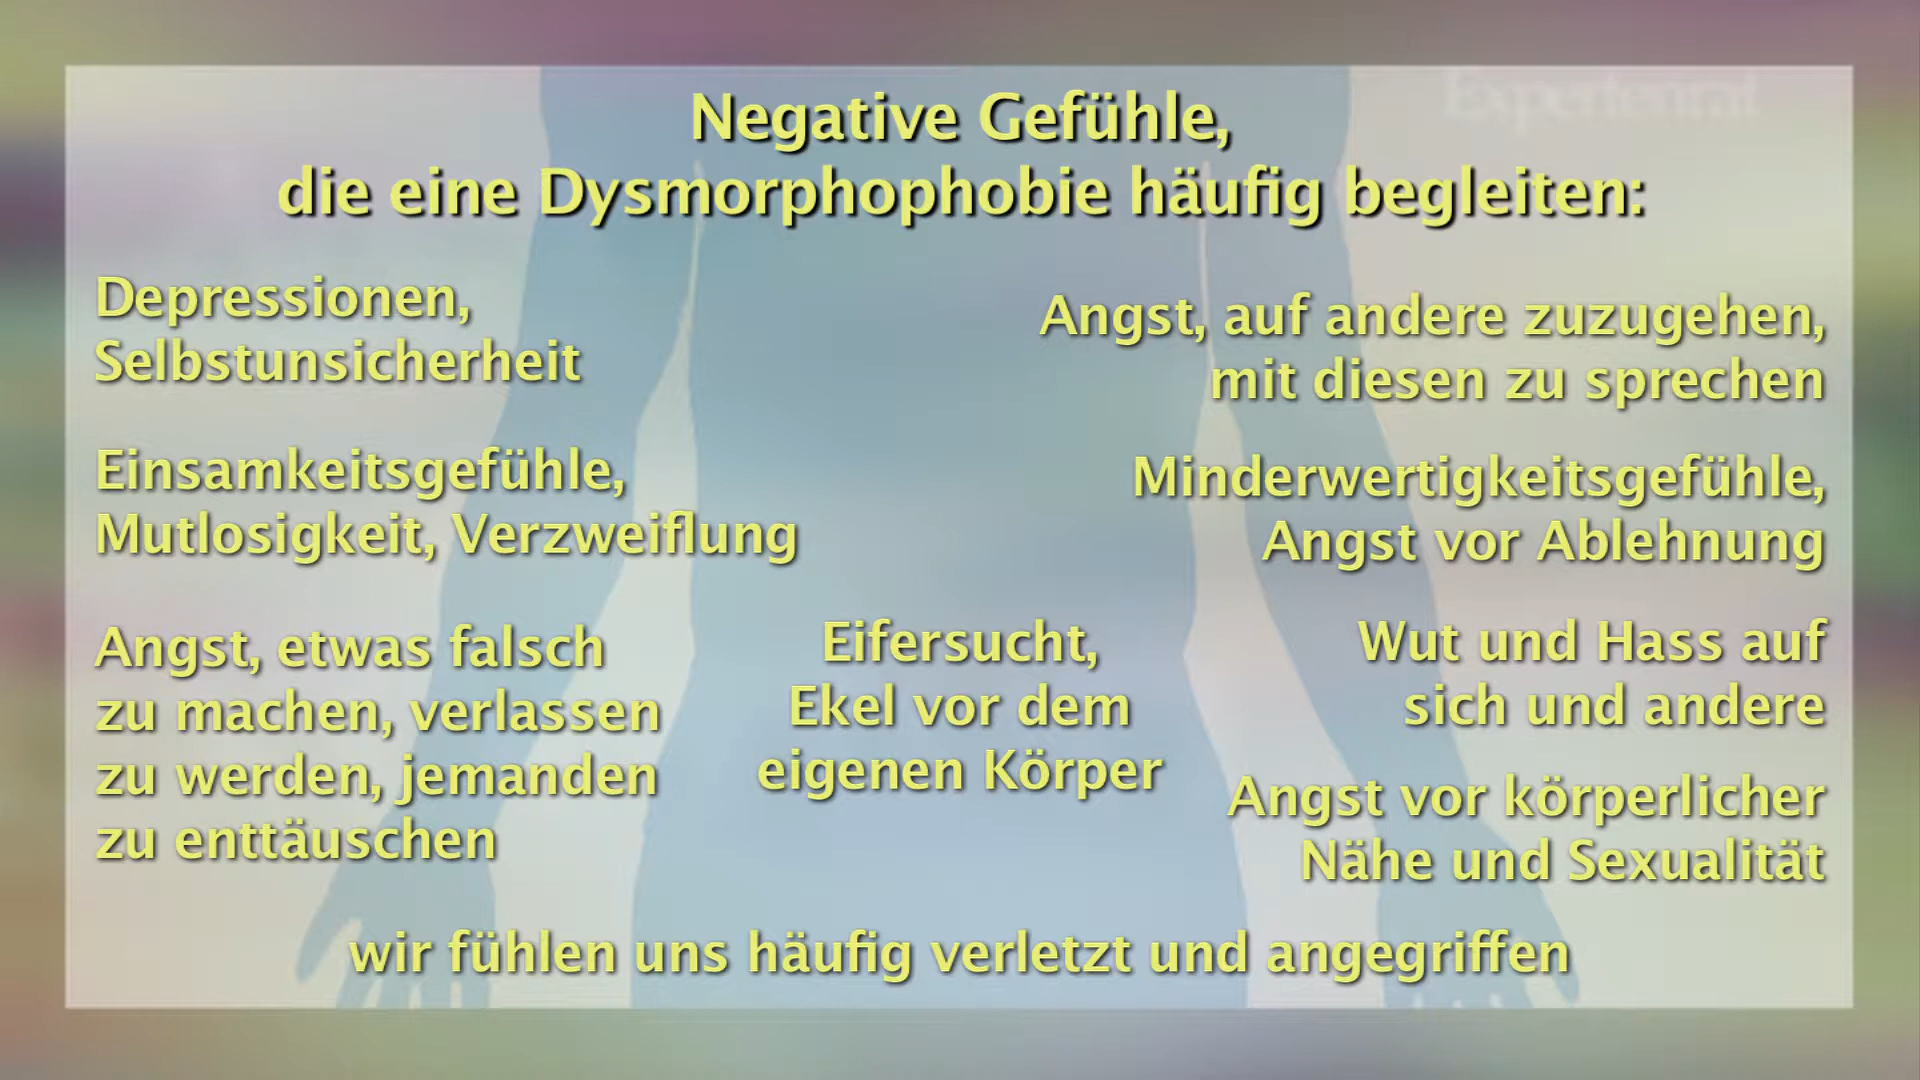 Expertenrat
Negative Gefühle,
die eine Dysmorphophobie häufig begleiten:
Depressionen,
Selbstunsicherheit
Einsamkeitsgefühle,
Mutlosigkeit, Verzweiflung
Angst, etwas falsch
zu machen, verlassen
zu werden, jemanden
zu enttäuschen
Eifersucht,
Ekel vor dem
eigenen Körper
Angst, auf andere zuzugehen,
mit diesen zu sprechen
Minderwertigkeitsgefühle,
Angst vor Ablehnung
Wut und Hass auf
sich und andere
Angst vor körperlicher
Nähe und Sexualität
wir fühlen uns häufig verletzt und angegriffen